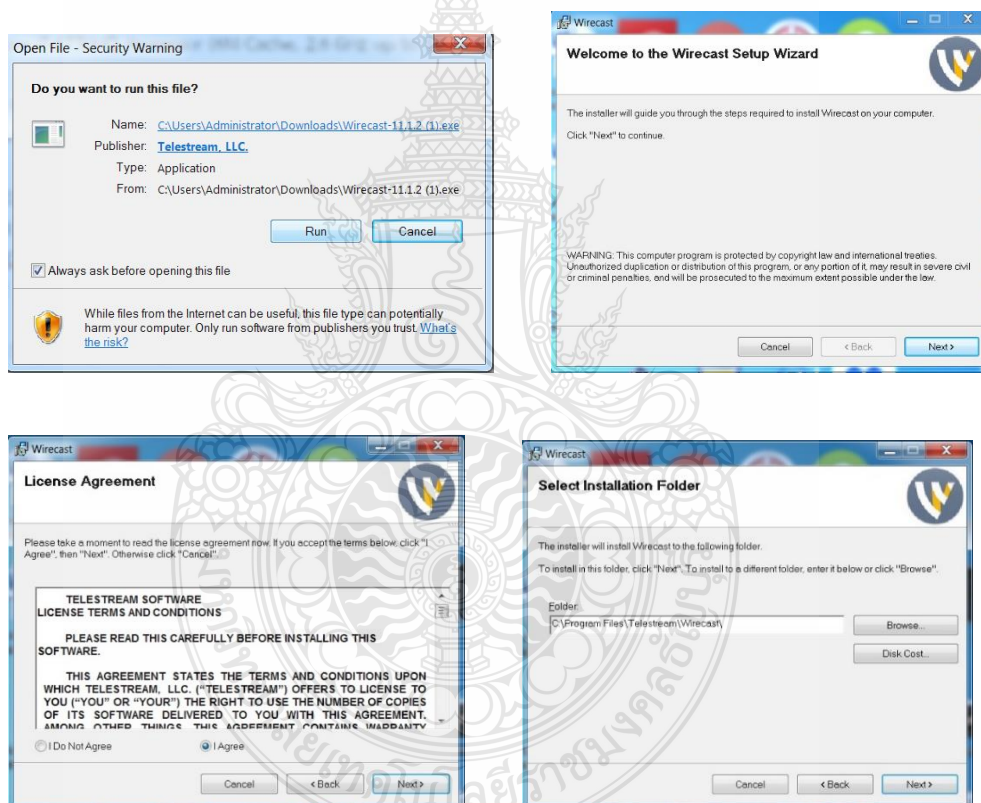 Open File - Security Warning
Do you want to run this file?
Name: C:\Users\Administrator\Downloads\Wirecast-11.1.2 (1).exe
Publisher: Telestream, LLC.
Type: Application
From: C:\Users\Administrator\Downloads\Wirecast-11.1.2 (1).exe
Run
Cancel
Always ask before opening this file
While files from the Internet can be useful, this file type can potentially
harm your computer. Only run software from publishers you trust. What's
the risk?
Wirecast
Welcome to the Wirecast Setup Wizard
The installer will guide you through the steps required to install Wirecast on your computer.
Click "Next" to continue.
WARNING: This computer program is protected by copyright law and international treaties.
Unauthorized duplication or distribution of this program, or any portion of it, may result in severe civil
or criminal penalties, and will be prosecuted to the maximum extent possible under the law.
Cancel
< Back
Next >
Wirecast
License Agreement
Please take a moment to read the license agreement now. If you accept the terms below, click "I
Agree", then "Next". Otherwise click "Cancel".
TELESTREAM SOFTWARE
LICENSE TERMS AND CONDITIONS
PLEASE READ THIS CAREFULLY BEFORE INSTALLING THIS
SOFTWARE.
THIS AGREEMENT STATES THE TERMS AND CONDITIONS UPON
WHICH TELESTREAM, LLC. ("TELESTREAM") OFFERS TO LICENSE TO
YOU ("YOU" OR "YOUR") THE RIGHT TO USE THE NUMBER OF COPIES
OF ITS SOFTWARE DELIVERED TO YOU WITH THIS AGREEMENT.
AMONG OTHER THINGS, THIS AGREEMENT CONTAINS WARRANTY
I Do Not Agree
I Agree
Cancel
< Back
Next >
Wirecast
Select Installation Folder
The installer will install Wirecast to the following folder.
To install in this folder, click "Next". To install to a different folder, enter it below or click "Browse".
Folder:
C:\Program Files\Telestream\Wirecast\
Browse...
Disk Cost...
Cancel
< Back
Next >